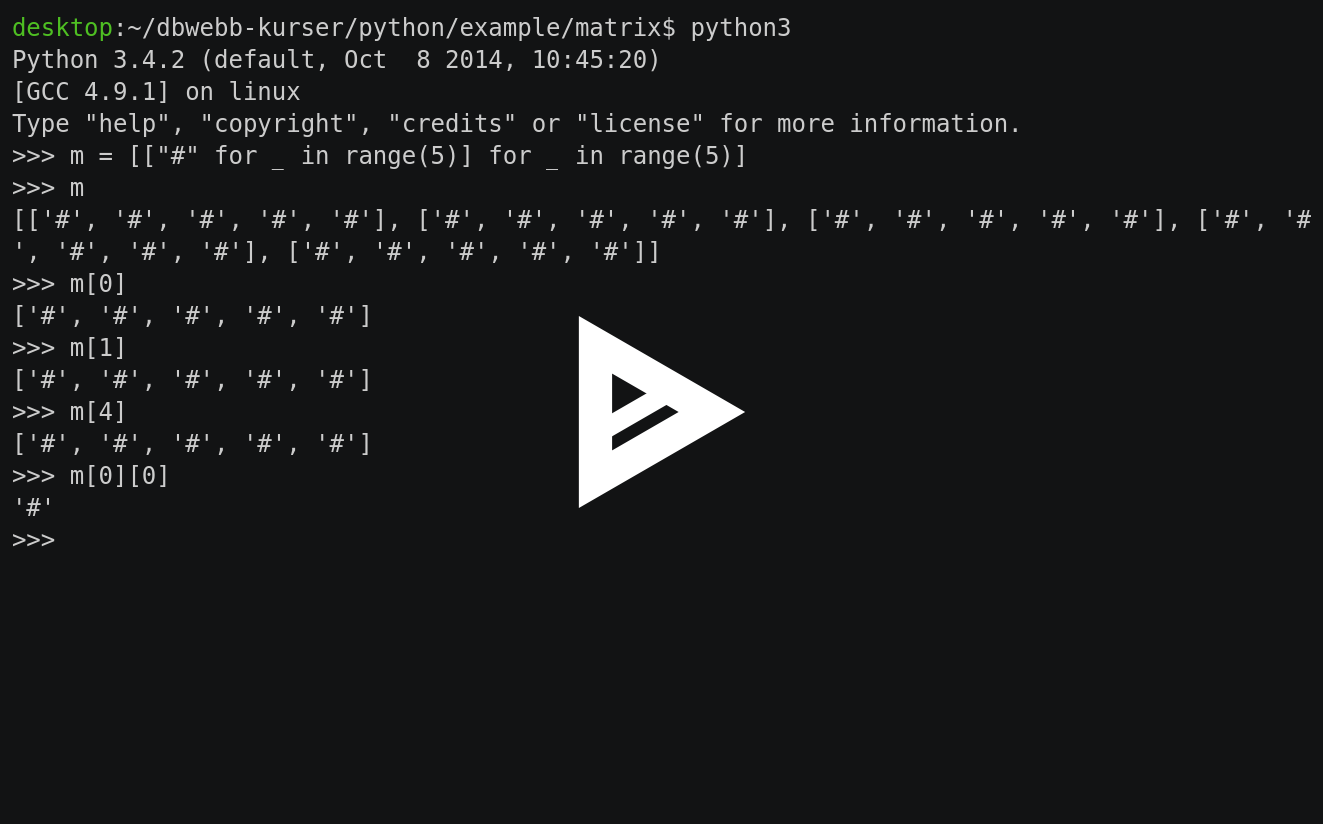 desktop:~/dbwebb-kurser/python/example/matrix$ python3
Python 3.4.2 (default, Oct  8 2014, 10:45:20)
[GCC 4.9.1] on linux
Type "help", "copyright", "credits" or "license" for more information.
>>> m = [["#" for _ in range(5)] for _ in range(5)]
>>> m
[['#', '#', '#', '#', '#'], ['#', '#', '#', '#', '#'], ['#', '#', '#', '#', '#'], ['#', '#
', '#', '#', '#'], ['#', '#', '#', '#', '#']]
>>> m[0]
['#', '#', '#', '#', '#']
>>> m[1]
['#', '#', '#', '#', '#']
>>> m[4]
['#', '#', '#', '#', '#']
>>> m[0][0]
'#'
>>>